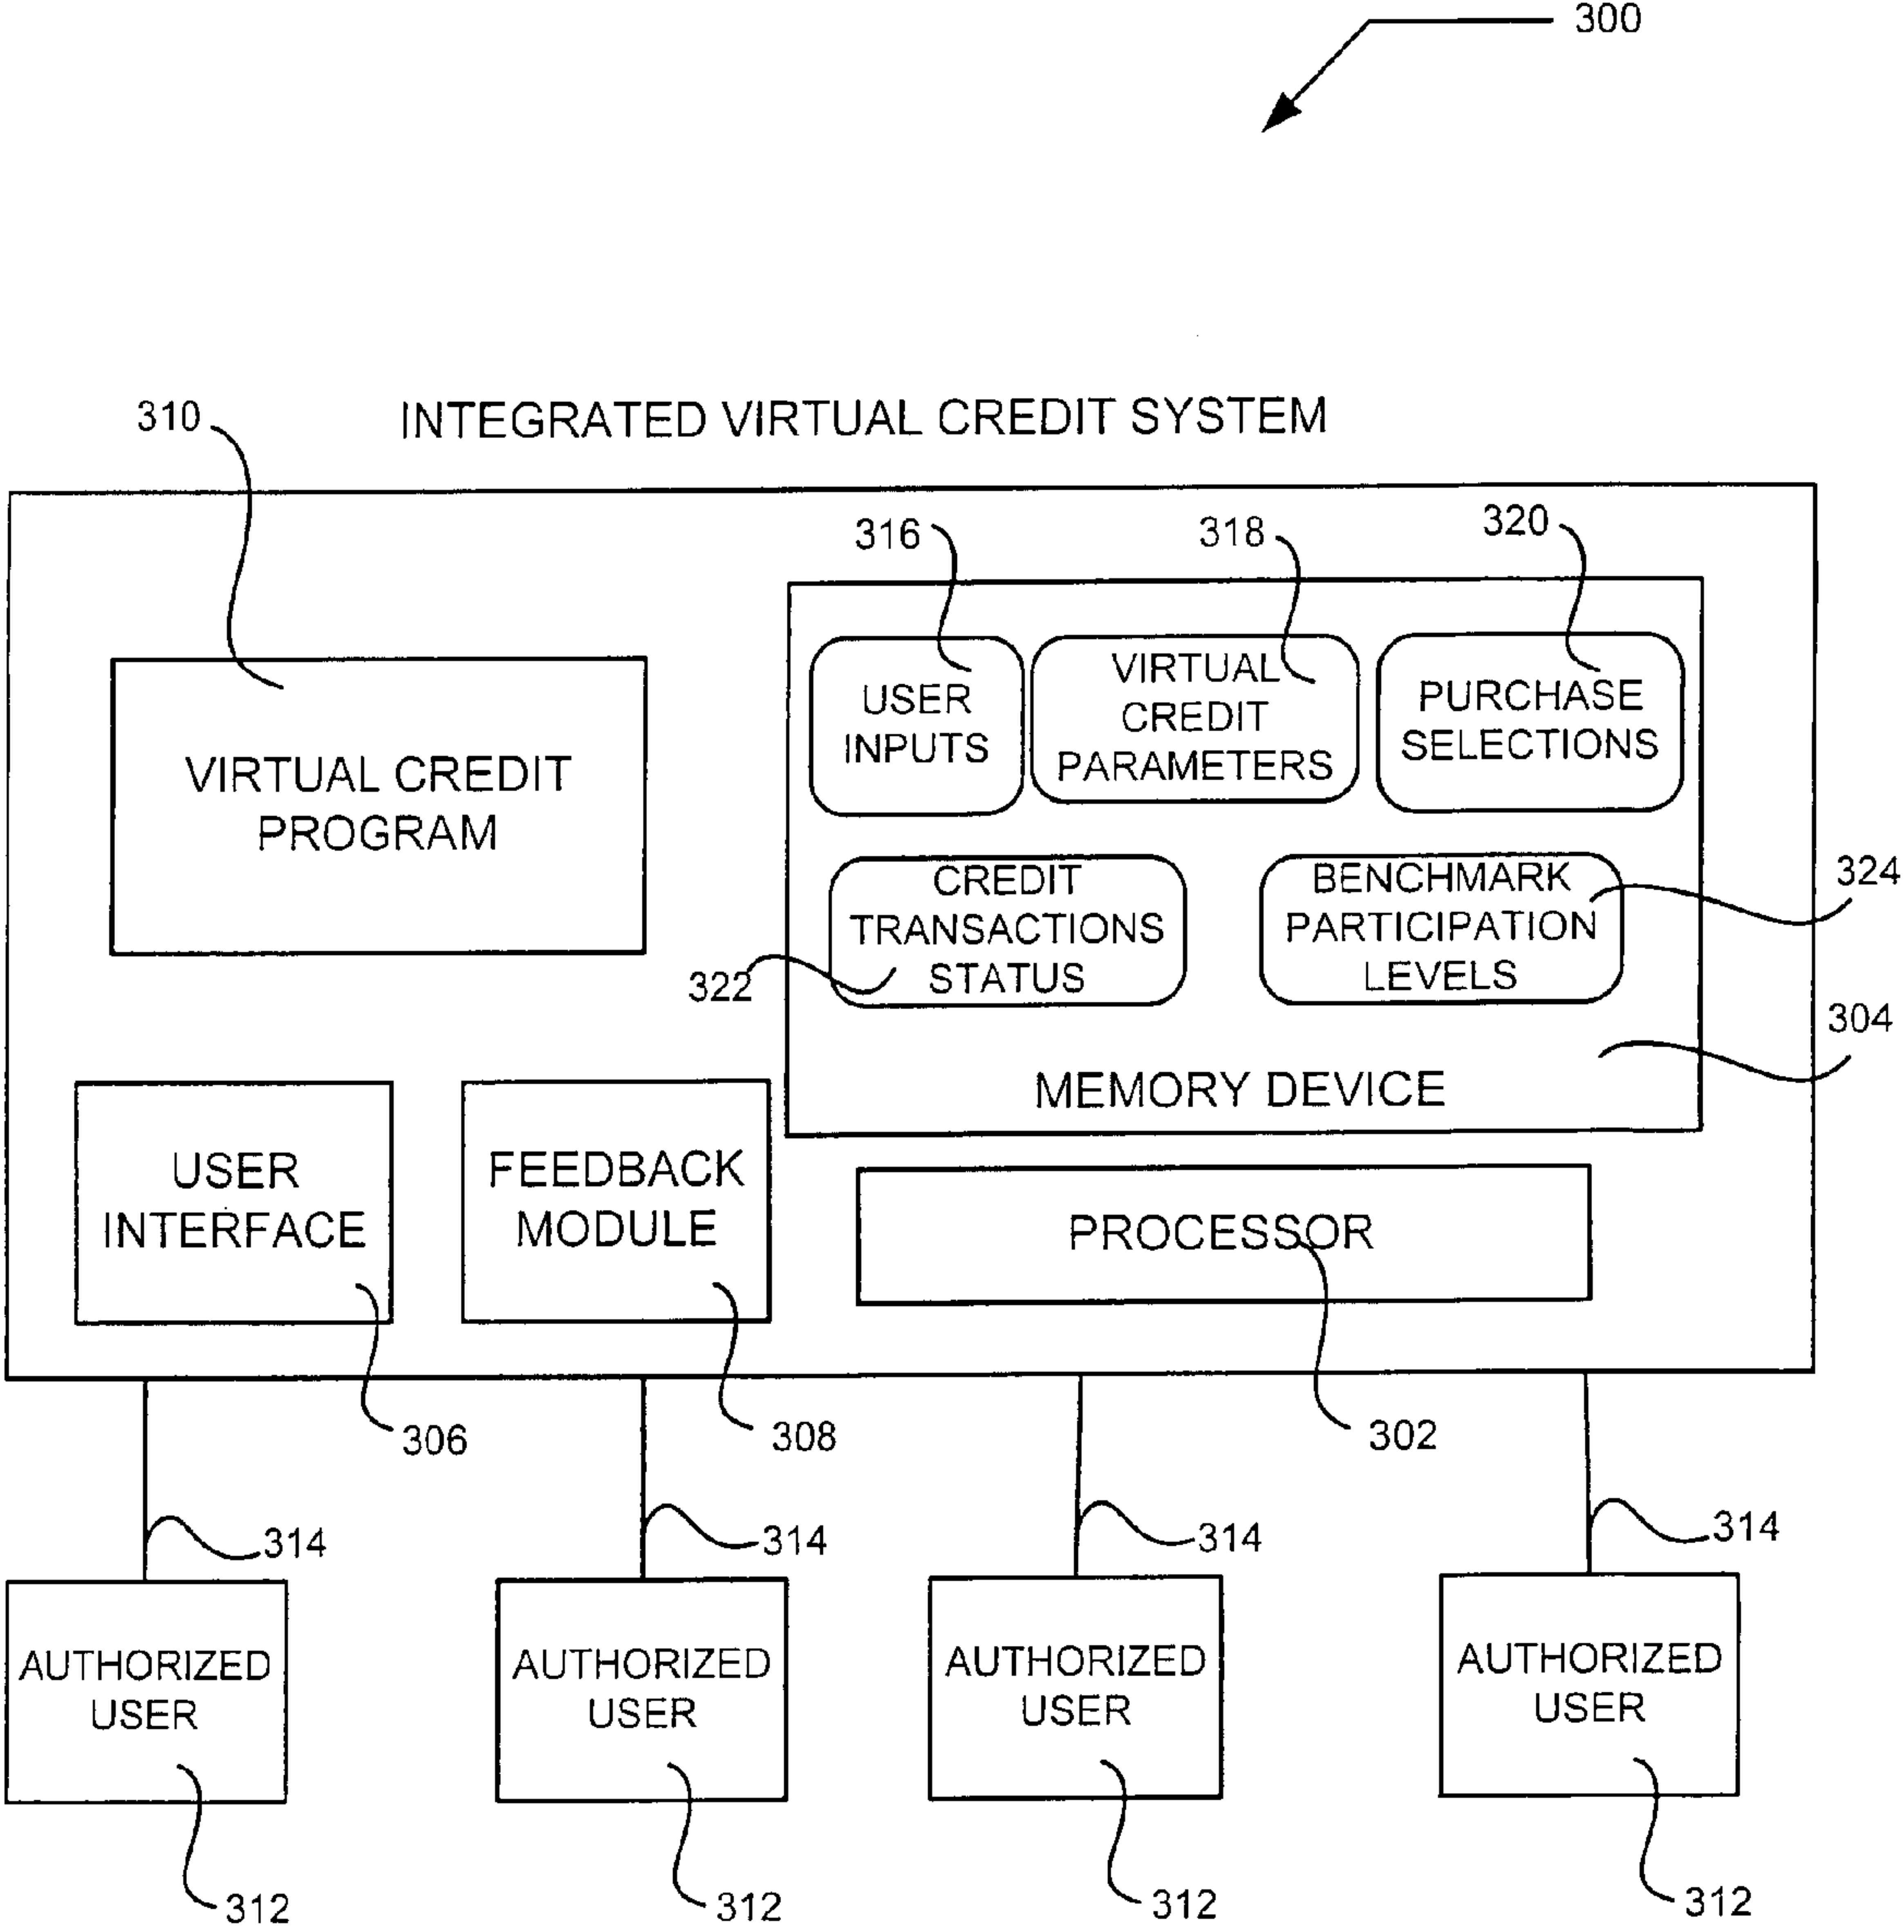 300
INTEGRATED VIRTUAL CREDIT SYSTEM
310
316
318
320
USER
INPUTS
VIRTUAL
CREDIT
PARAMETERS
PURCHASE
SELECTIONS
VIRTUAL CREDIT
PROGRAM
CREDIT
TRANSACTIONS
STATUS
322
BENCHMARK
PARTICIPATION
LEVELS
324
304
MEMORY DEVICE
USER
INTERFACE
FEEDBACK
MODULE
PROCESSOR
306
308
302
314
314
314
314
AUTHORIZED
USER
AUTHORIZED
USER
AUTHORIZED
USER
AUTHORIZED
USER
312
312
312
312